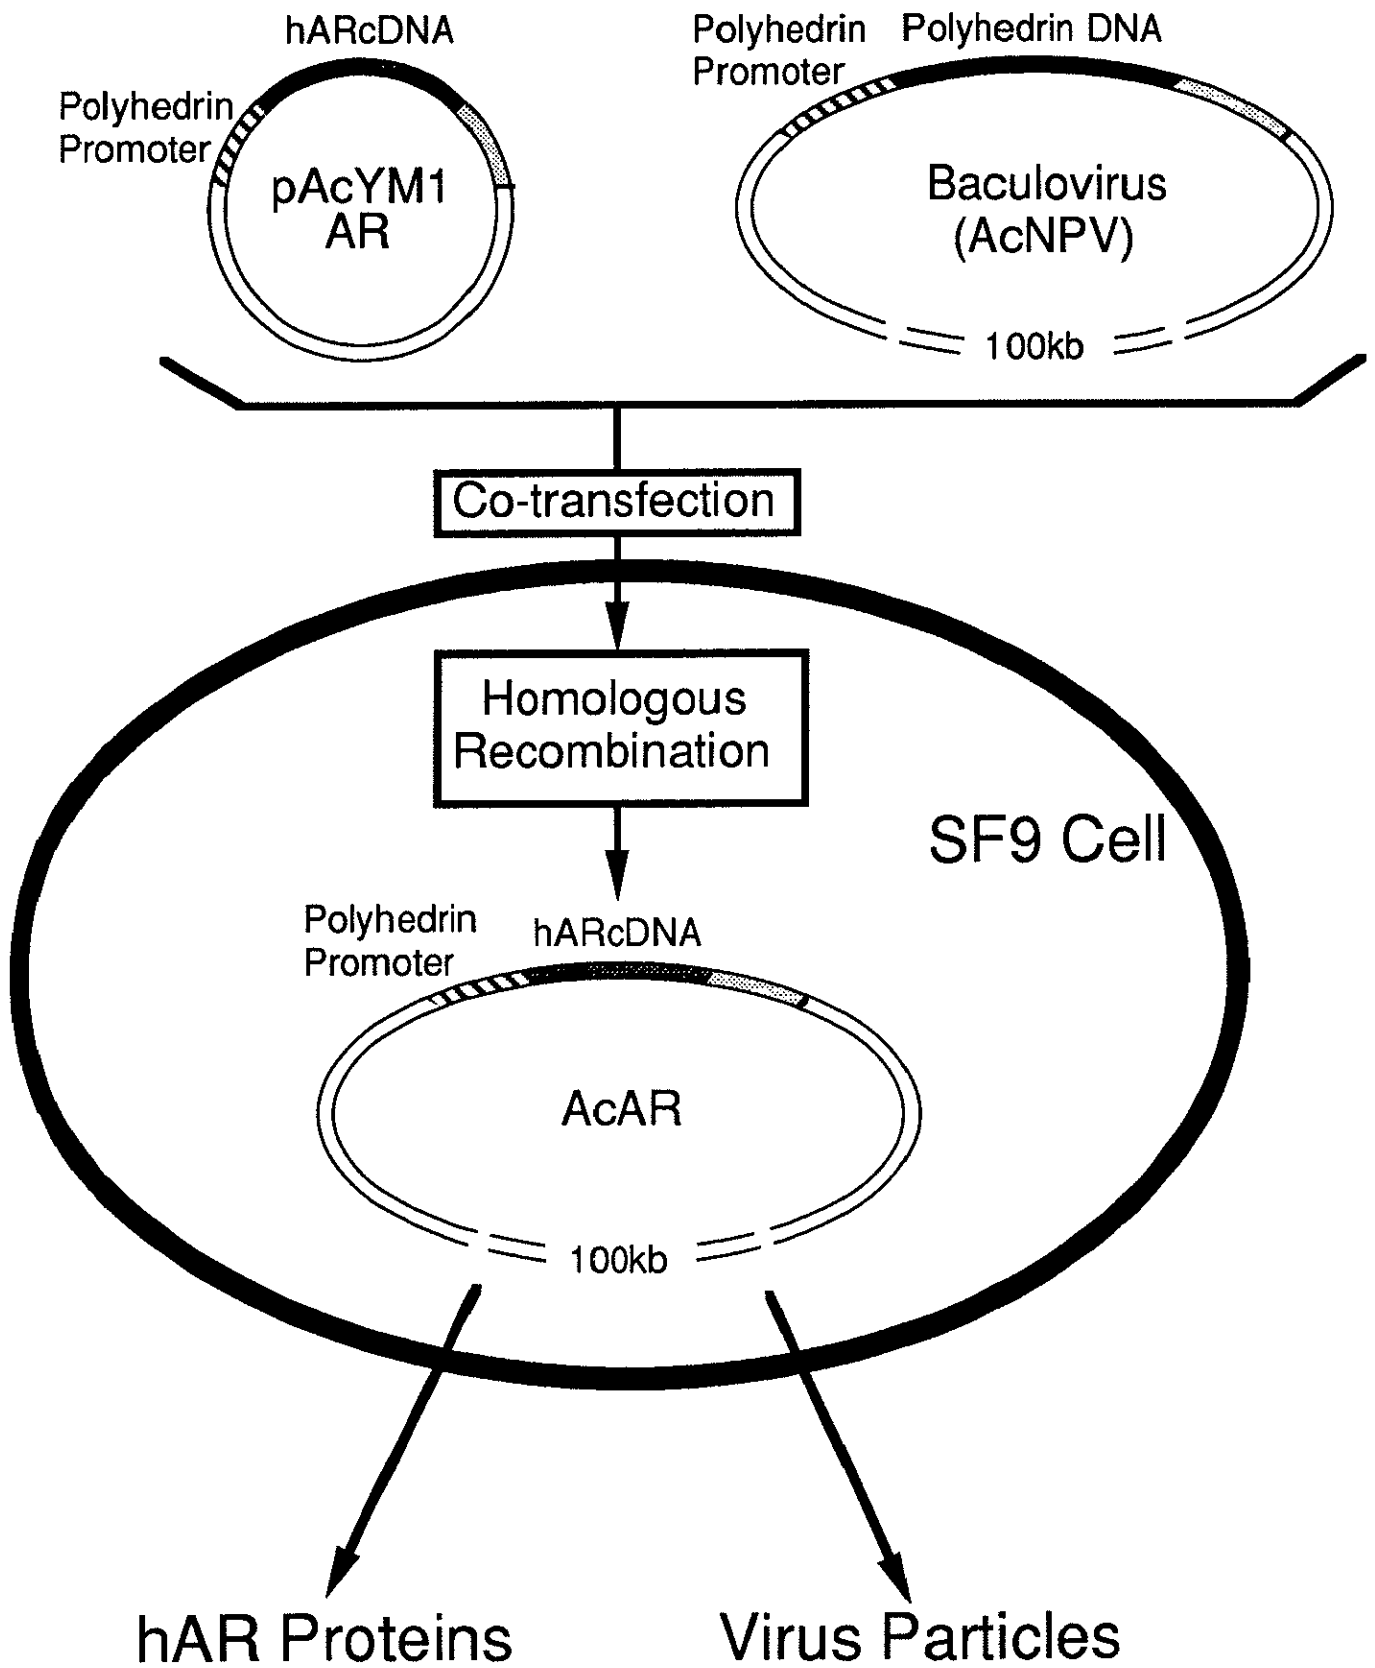 hARcDNA
Polyhedrin
Promoter
pAcYM1
AR
Polyhedrin
Promoter
Polyhedrin DNA
Baculovirus
(AcNPV)
100kb
Co-transfection
Homologous
Recombination
SF9 Cell
Polyhedrin
Promoter
hARcDNA
AcAR
100kb
hAR Proteins
Virus Particles